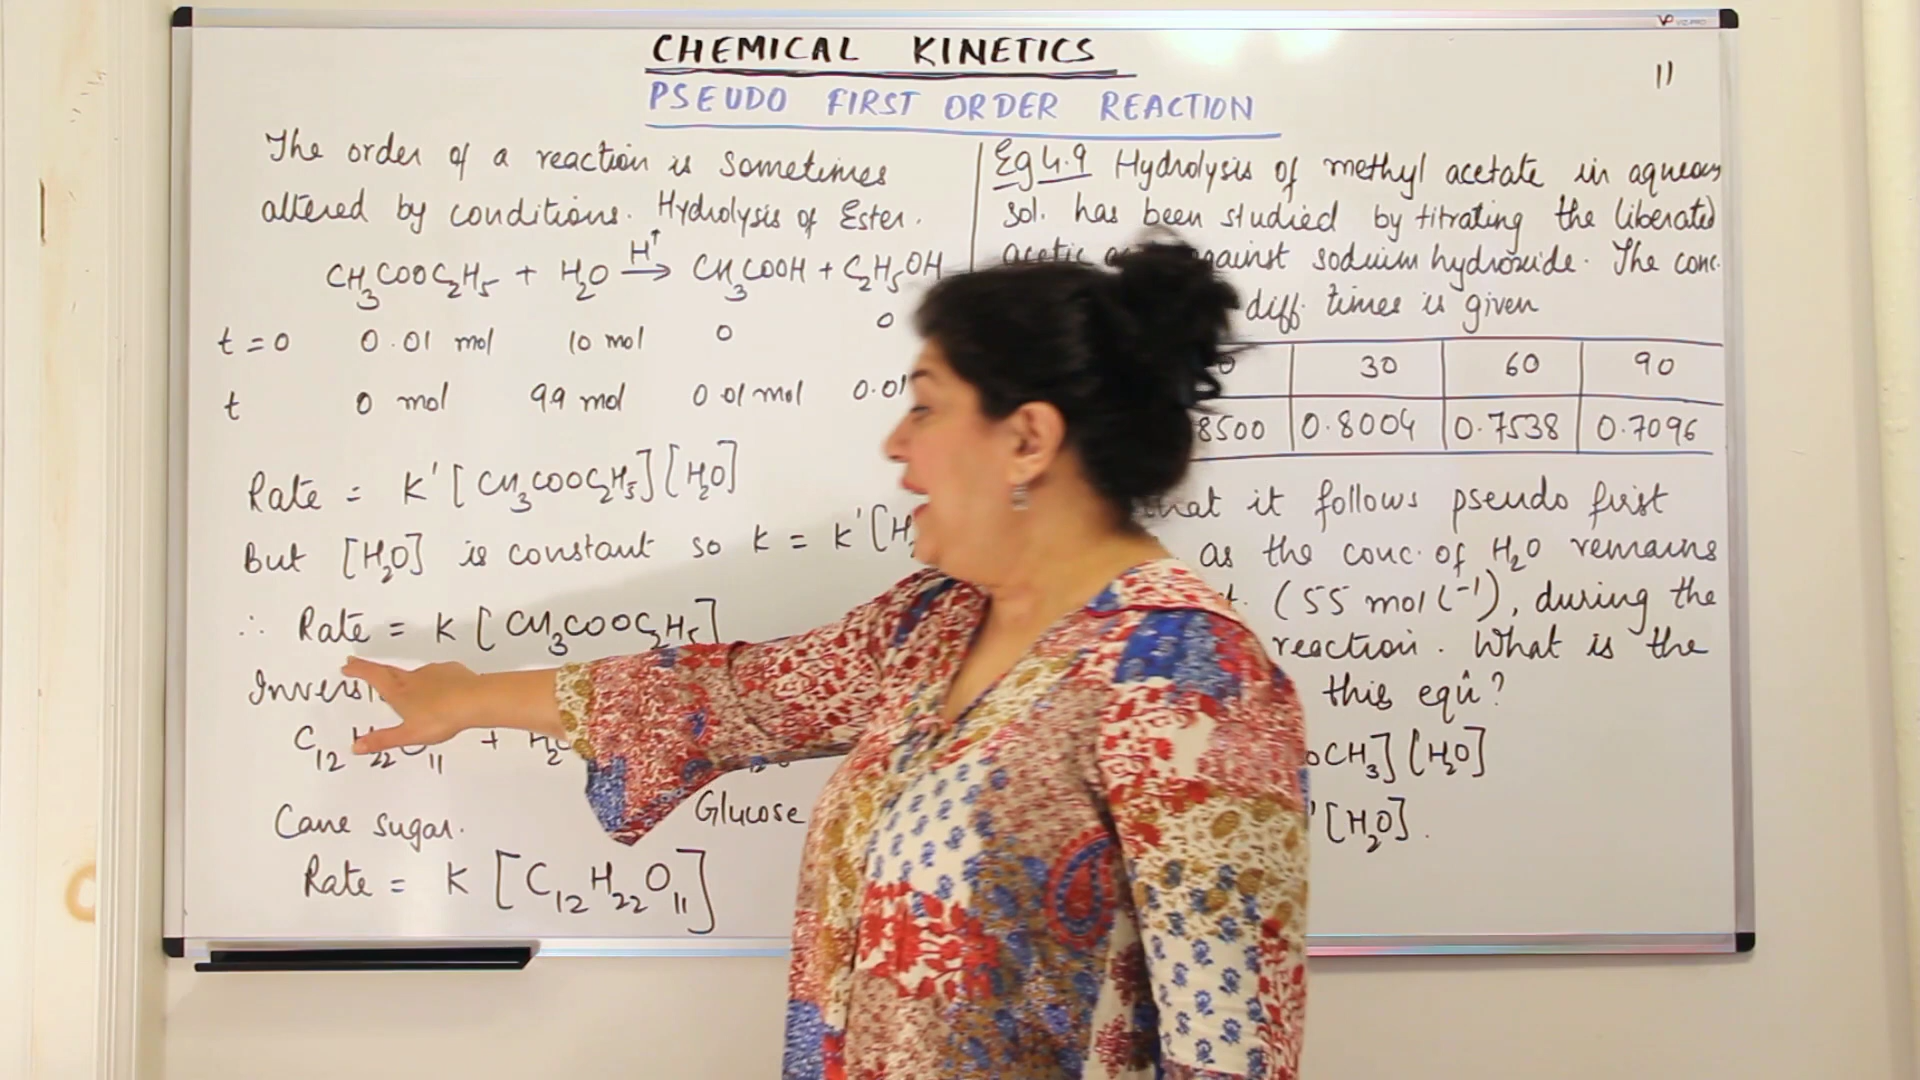 CHEMICAL KINETICS
11
PSEUDO FIRST ORDER REACTION
The order of a reaction is sometimes
altered by conditions. Hydrolysis of Ester.
CH3COOC2H5 + H2O H+ → CH3COOH + C2H5OH
t = 0 0.01 mol 10 mol 0 0
t 0 mol 9.9 mol 0.01 mol 0.01
Rate = K' [CH3COOC2H5] [H2O]
But [H2O] is constant so K = K' [H
∴ Rate = K [CH3COOC2H5]
C12H22O11 + H2O
Cane sugar. Glucose
Rate = K [C12H22O11]
Eg 4.9 Hydrolysis of methyl acetate in aqueous
sol. has been studied by titrating the liberated
acetic against sodium hydroxide. The conc.
diff. times is given
0 30 60 90
8500 0.8004 0.7538 0.7096
that it follows pseudo first
as the conc. of H2O remains
(55 mol L-1), during the
reaction. What is the
this equ?
OCH3] [H2O]
' [H2O].